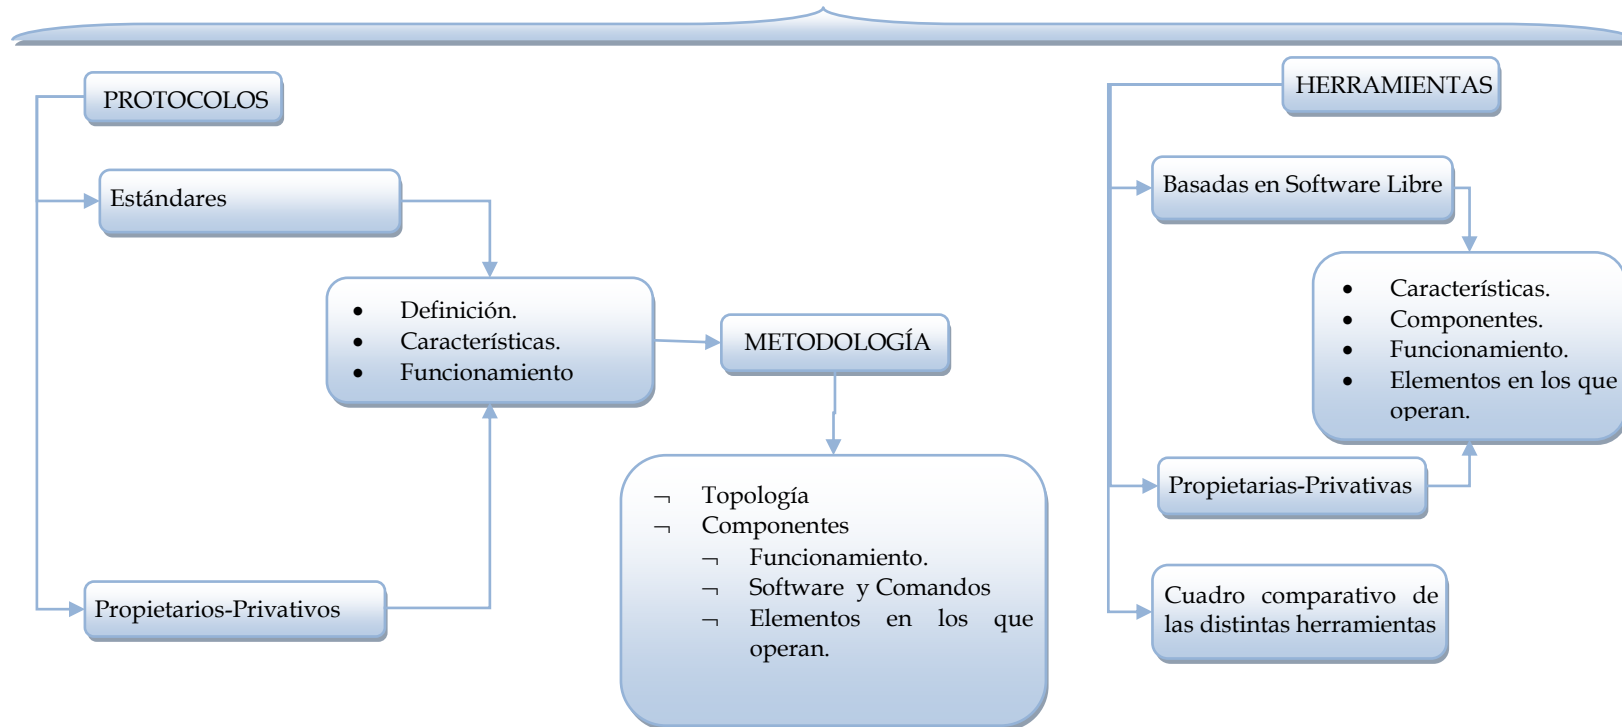 PROTOCOLOS
Estándares
• Definición.
• Características.
• Funcionamiento
Propietarios-Privativos
METODOLOGÍA
¬ Topología
¬ Componentes
¬ Funcionamiento.
¬ Software y Comandos
¬ Elementos en los que
operan.
HERRAMIENTAS
Basadas en Software Libre
• Características.
• Componentes.
• Funcionamiento.
• Elementos en los que
operan.
Propietarias-Privativas
Cuadro comparativo de
las distintas herramientas